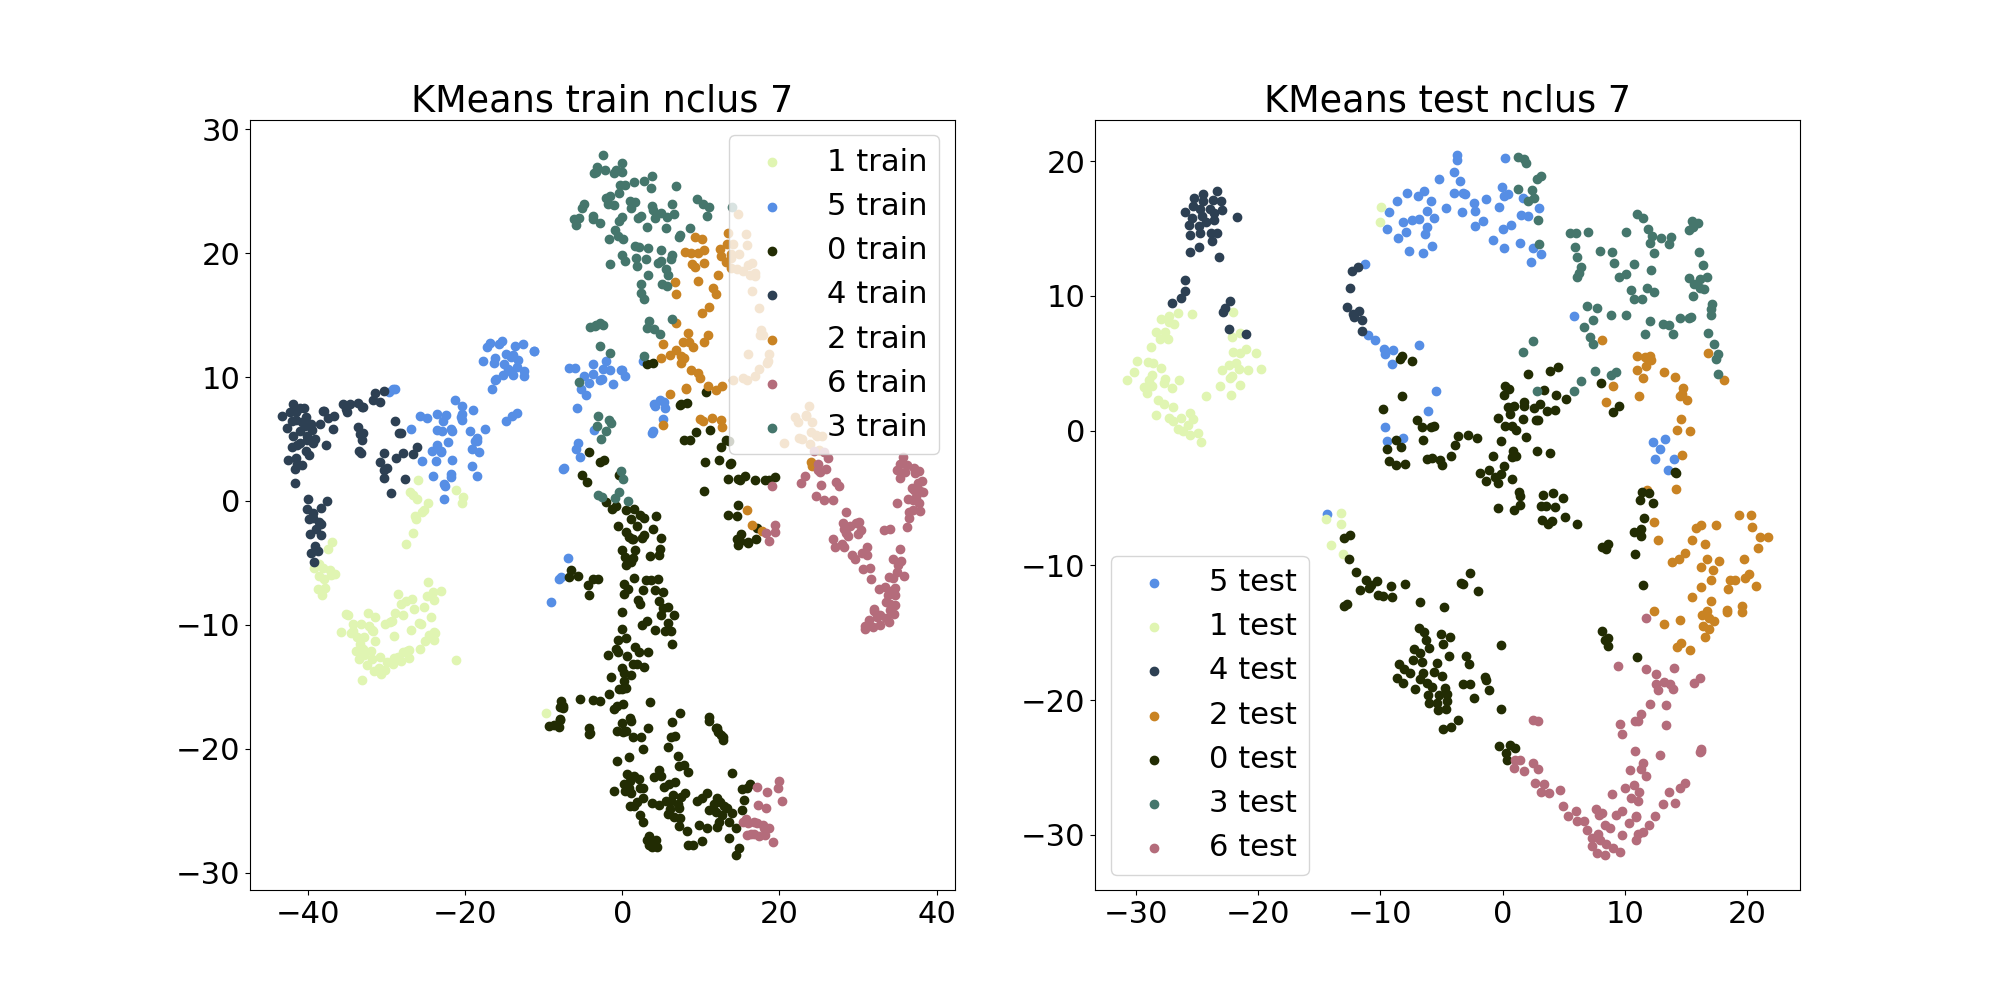 KMeans train nclus 7
30
20
10
0
−10
−20
−30
−40
−20
0
20
40
1 train
5 train
0 train
4 train
2 train
6 train
3 train
KMeans test nclus 7
20
10
0
−10
−20
−30
−30
−20
−10
0
10
20
5 test
1 test
4 test
2 test
0 test
3 test
6 test